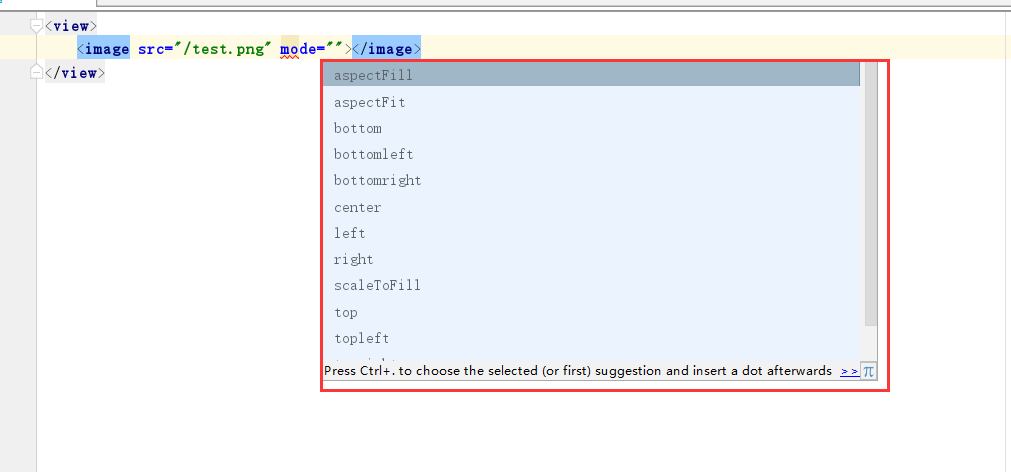 <view>
<image src="/test.png" mode=""></image>
</view>
aspectFill
aspectFit
bottom
bottomleft
bottomright
center
left
right
scaleToFill
top
topleft
Press Ctrl+. to choose the selected (or first) suggestion and insert a dot afterwards >> π